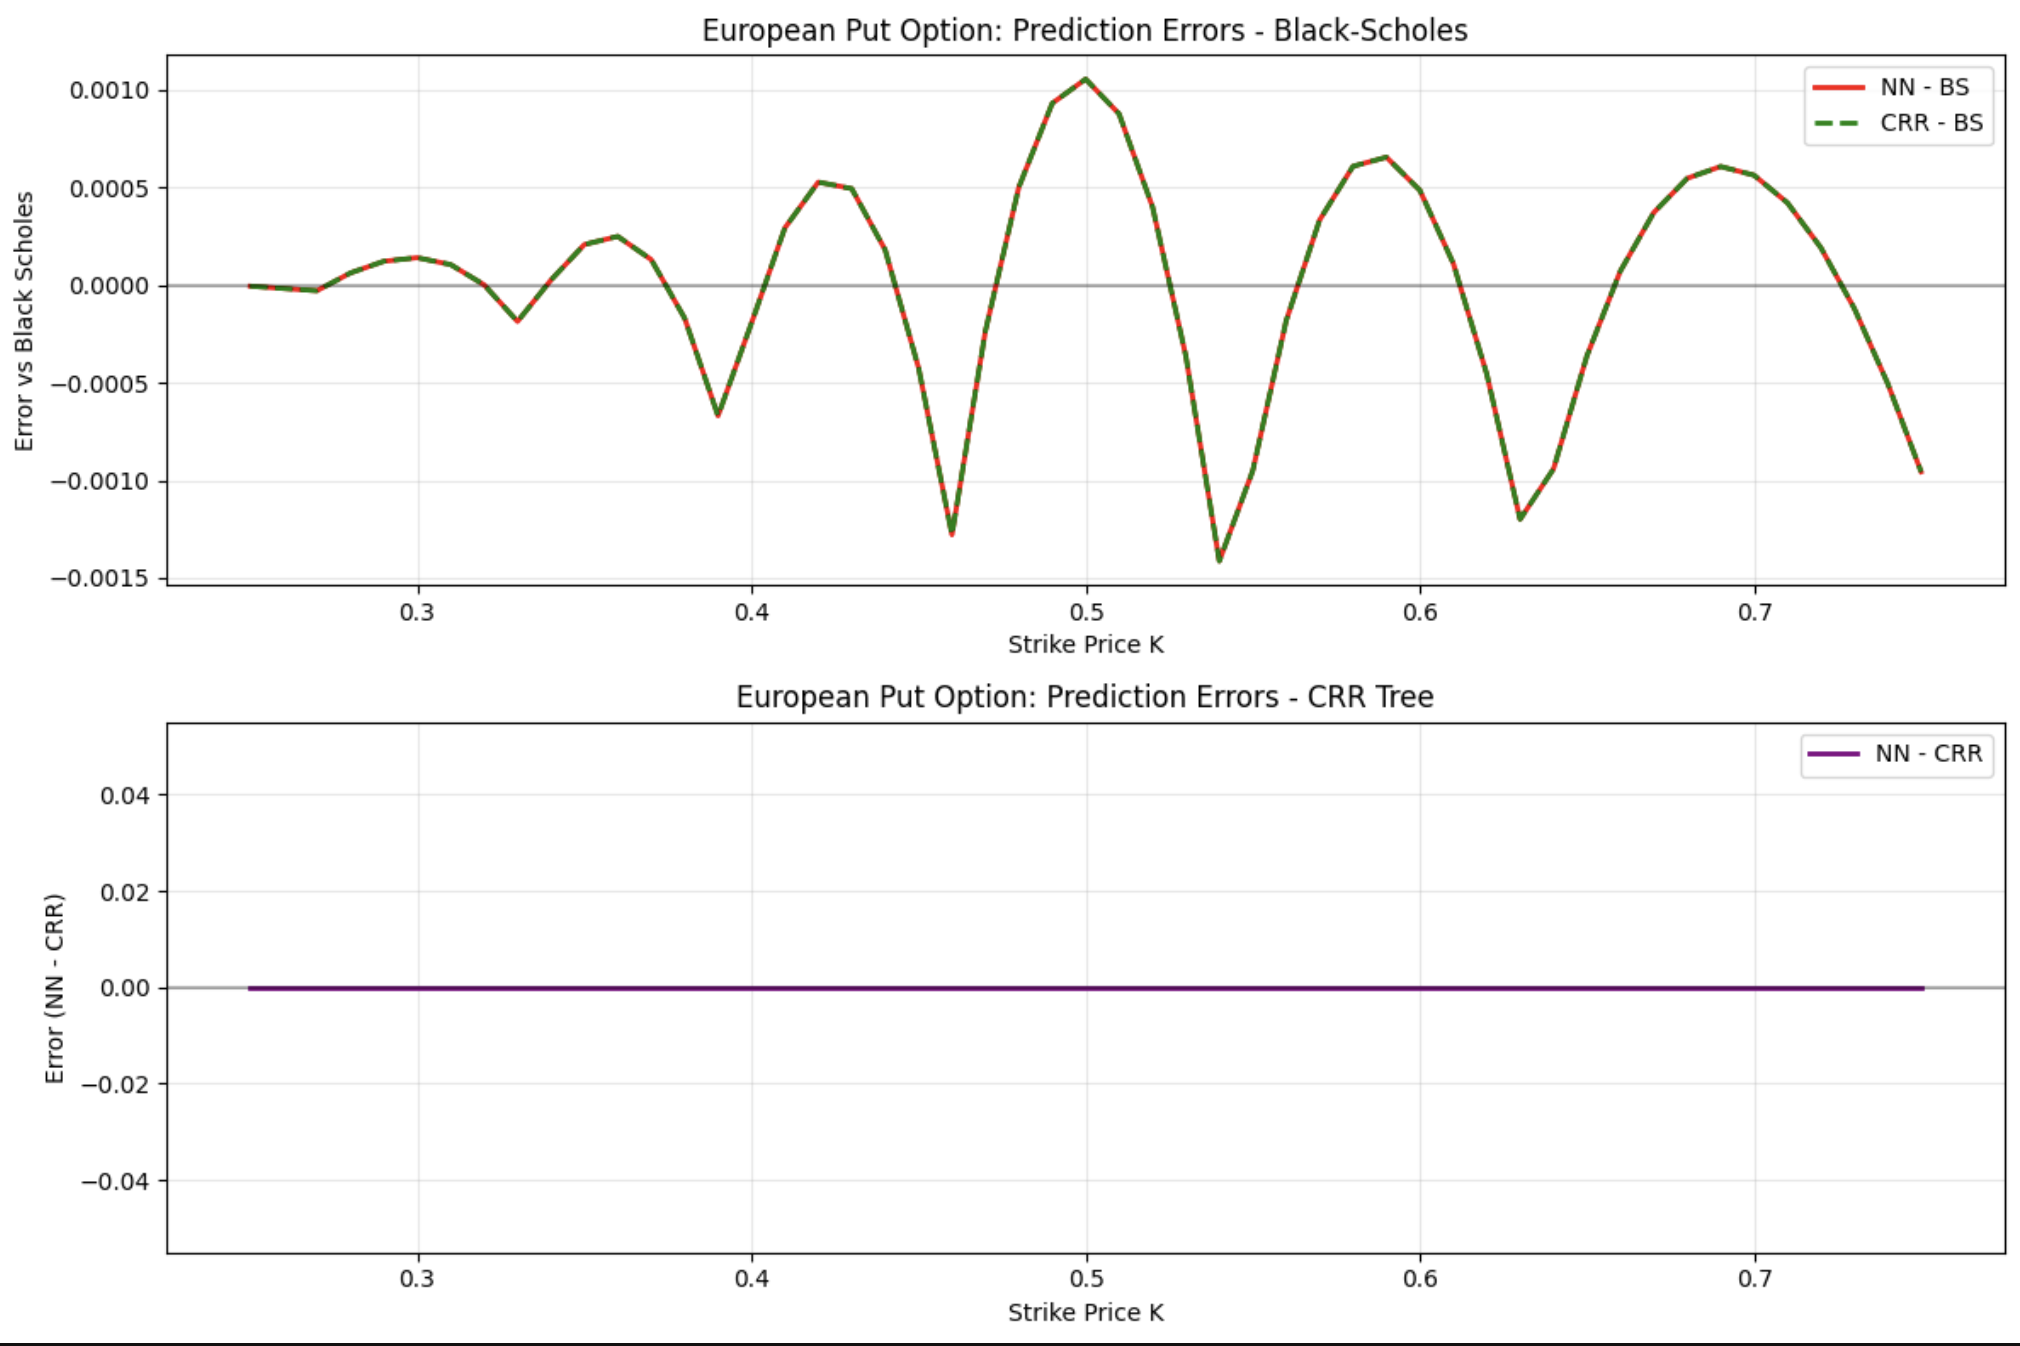 European Put Option: Prediction Errors - Black-Scholes
NN - BS
CRR - BS
Error vs Black Scholes
0.0010
0.0005
0.0000
−0.0005
−0.0010
−0.0015
0.3 0.4 0.5 0.6 0.7
Strike Price K
European Put Option: Prediction Errors - CRR Tree
NN - CRR
Error (NN - CRR)
0.04
0.02
0.00
−0.02
−0.04
0.3 0.4 0.5 0.6 0.7
Strike Price K